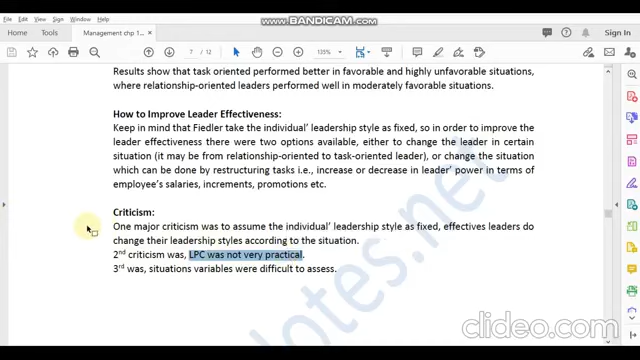 WWW.BANDICAM.COM
File Edit View Sign Window Help
Home Tools Management chp 1... ×
7 / 12 135%
Results show that task oriented performed better in favorable and highly unfavorable situations,
where relationship-oriented leaders performed well in moderately favorable situations.
How to Improve Leader Effectiveness:
Keep in mind that Fiedler take the individual' leadership style as fixed, so in order to improve the
leader effectiveness there were two options available, either to change the leader in certain
situation (it may be from relationship-oriented to task-oriented leader), or change the situation
which can be done by restructuring tasks i.e., increase or decrease in leader' power in terms of
employee's salaries, increments, promotions etc.
Criticism:
One major criticism was to assume the individual' leadership style as fixed, effectives leaders do
change their leadership styles according to the situation.
2nd criticism was, LPC was not very practical.
3rd was, situations variables were difficult to assess.
otes.com
clideo.com